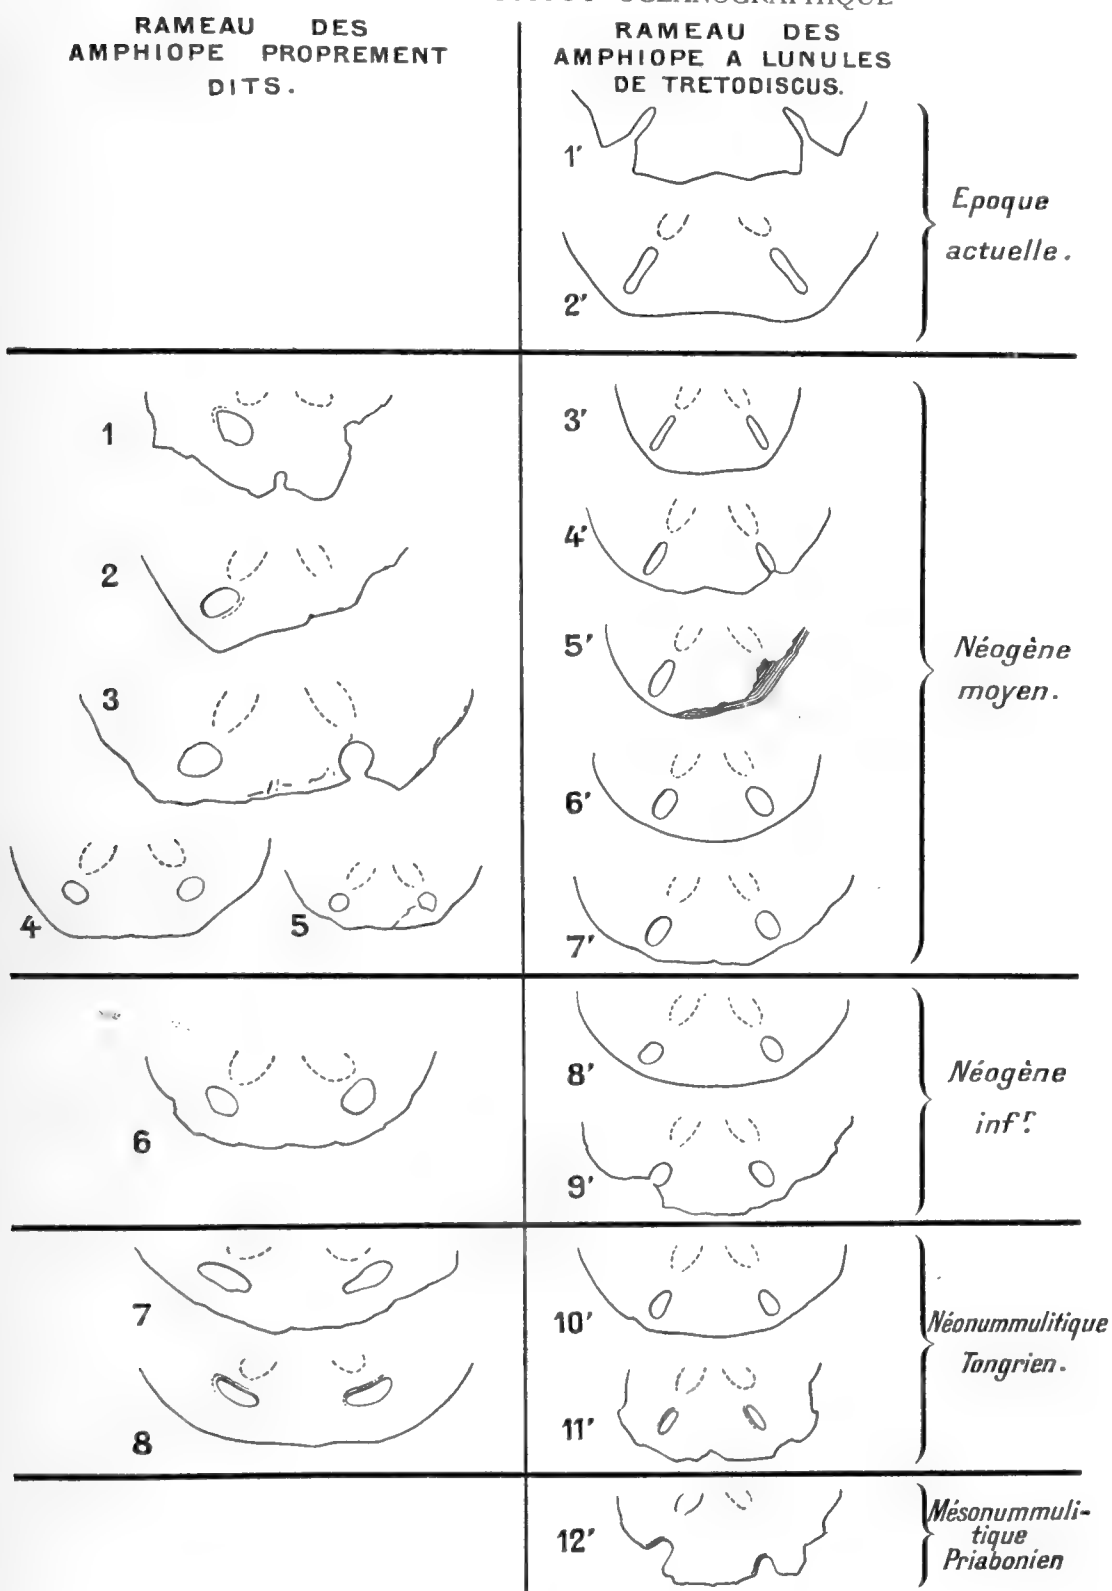 OCÉANOGRAPHIQUE
RAMEAU DES
AMPHIOPE PROPREMENT
DITS.
RAMEAU DES
AMPHIOPE A LUNULES
DE TRETODISCUS.
1'
2'
Epoque
actuelle.
1
2
3
4
5
3'
4'
5'
6'
7'
Néogène
moyen.
6
8'
9'
Néogène
infr.
7
8
10'
11'
Néonummulitique
Tongrien.
12'
Mésonummuli-
tique
Priabonien